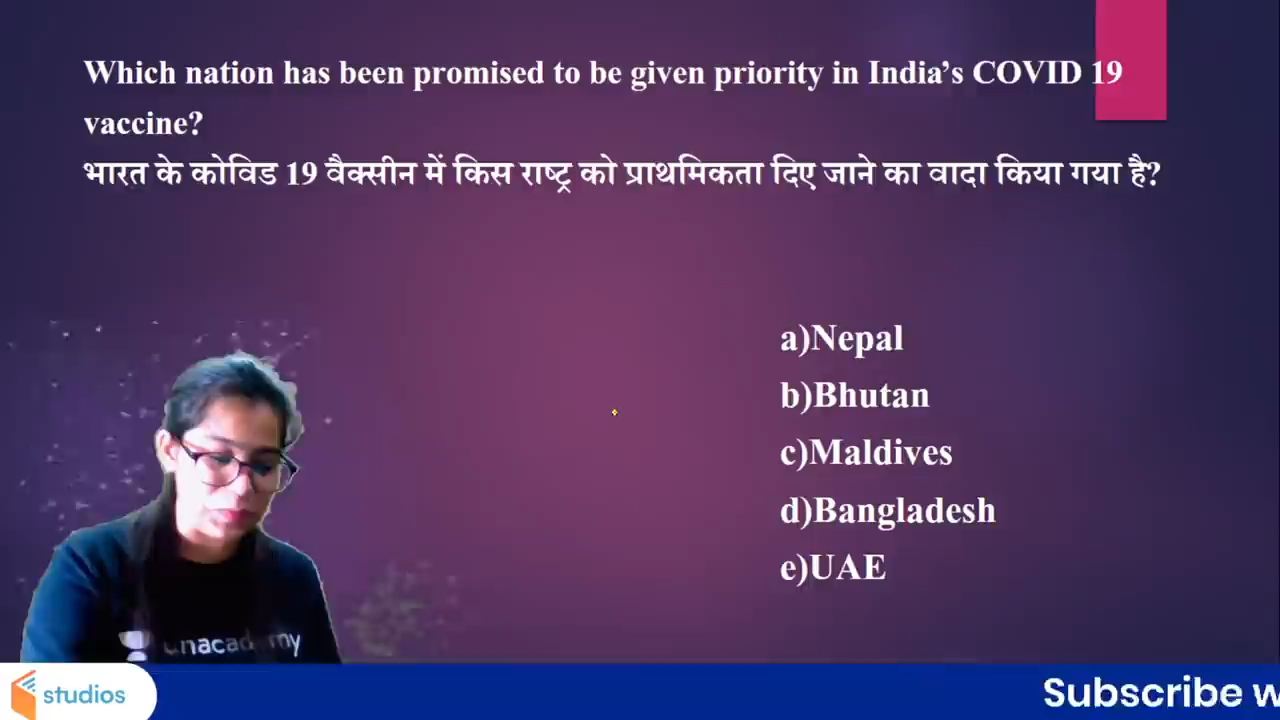 Which nation has been promised to be given priority in India’s COVID 19
vaccine?
भारत के कोविड 19 वैक्सीन में किस राष्ट्र को प्राथमिकता दिए जाने का वादा किया गया है?
a)Nepal
b)Bhutan
c)Maldives
d)Bangladesh
e)UAE
unacademy
studios
Subscribe